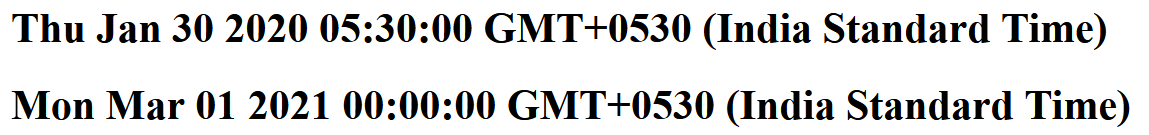 Thu Jan 30 2020 05:30:00 GMT+0530 (India Standard Time)
Mon Mar 01 2021 00:00:00 GMT+0530 (India Standard Time)